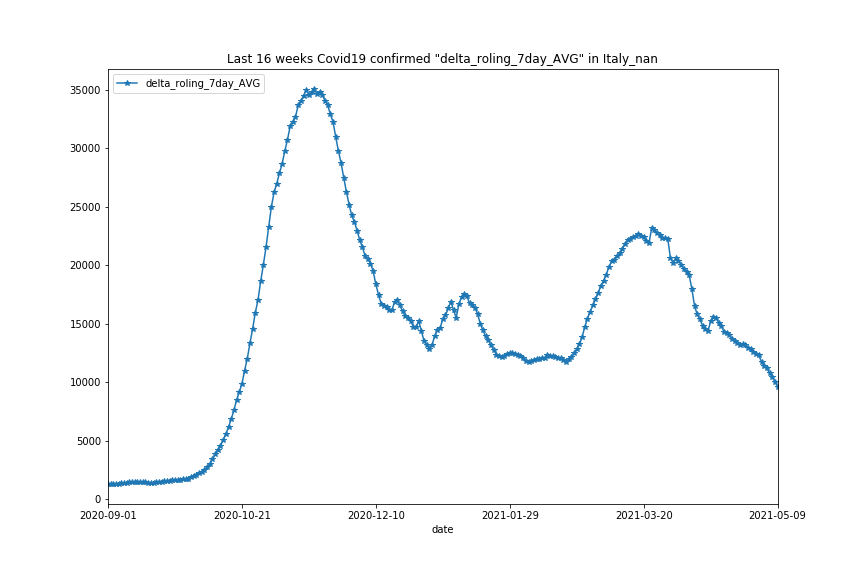 Last 16 weeks Covid19 confirmed "delta_roling_7day_AVG" in Italy_nan
delta_roling_7day_AVG
35000
30000
25000
20000
15000
10000
5000
0
2020-09-01 2020-10-21 2020-12-10 2021-01-29 2021-03-20 2021-05-09
date